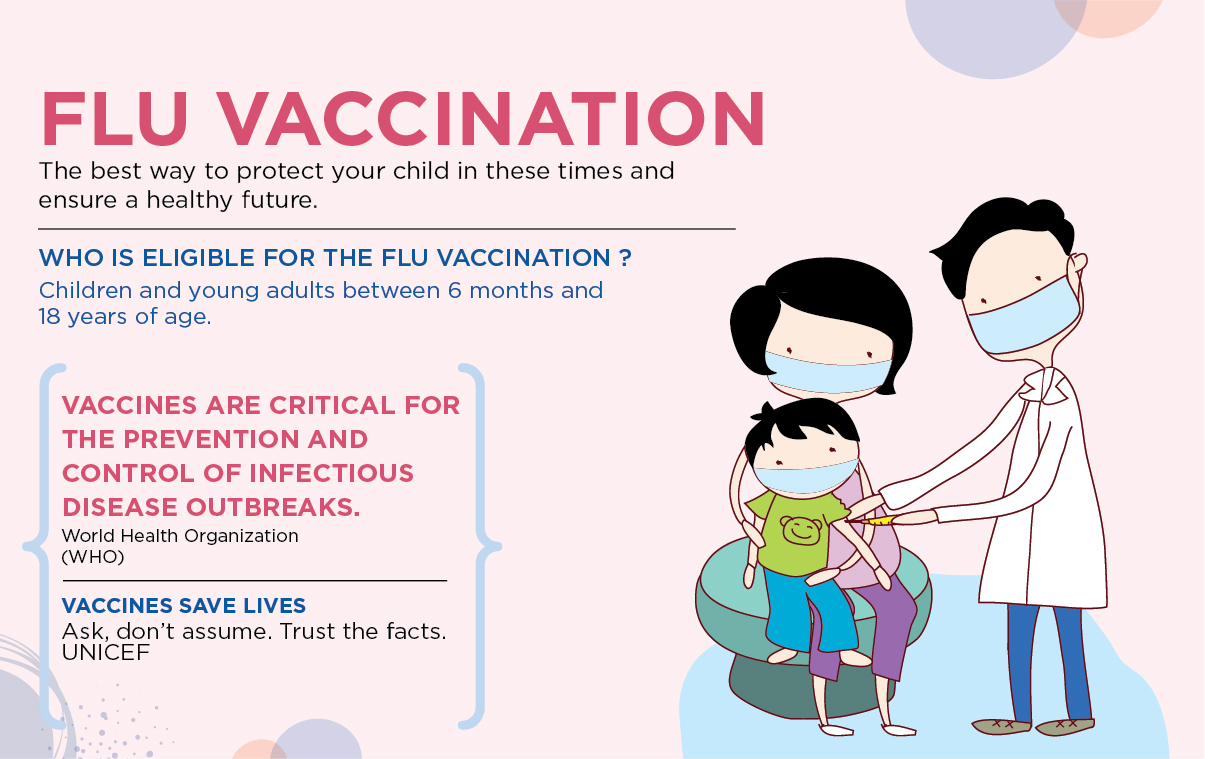 FLU VACCINATION
The best way to protect your child in these times and
ensure a healthy future.
WHO IS ELIGIBLE FOR THE FLU VACCINATION ?
Children and young adults between 6 months and
18 years of age.
VACCINES ARE CRITICAL FOR
THE PREVENTION AND
CONTROL OF INFECTIOUS
DISEASE OUTBREAKS.
World Health Organization
(WHO)
VACCINES SAVE LIVES
Ask, don’t assume. Trust the facts.
UNICEF